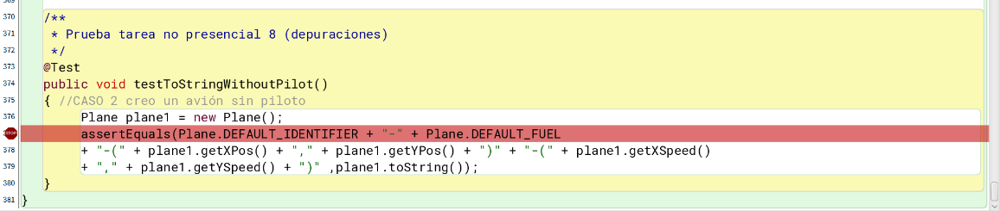 369
370 /**
371 * Prueba tarea no presencial 8 (depuraciones)
372 */
373 @Test
374 public void testToStringWithoutPilot()
375 { //CASO 2 creo un avión sin piloto
376 Plane plane1 = new Plane();
STOP assertEquals(Plane.DEFAULT_IDENTIFIER + "-" + Plane.DEFAULT_FUEL
378 + "-(" + plane1.getXPos() + "," + plane1.getYPos() + ")" + "-(" + plane1.getXSpeed()
379 + "," + plane1.getYSpeed() + ")" ,plane1.toString());
380 }
381 }